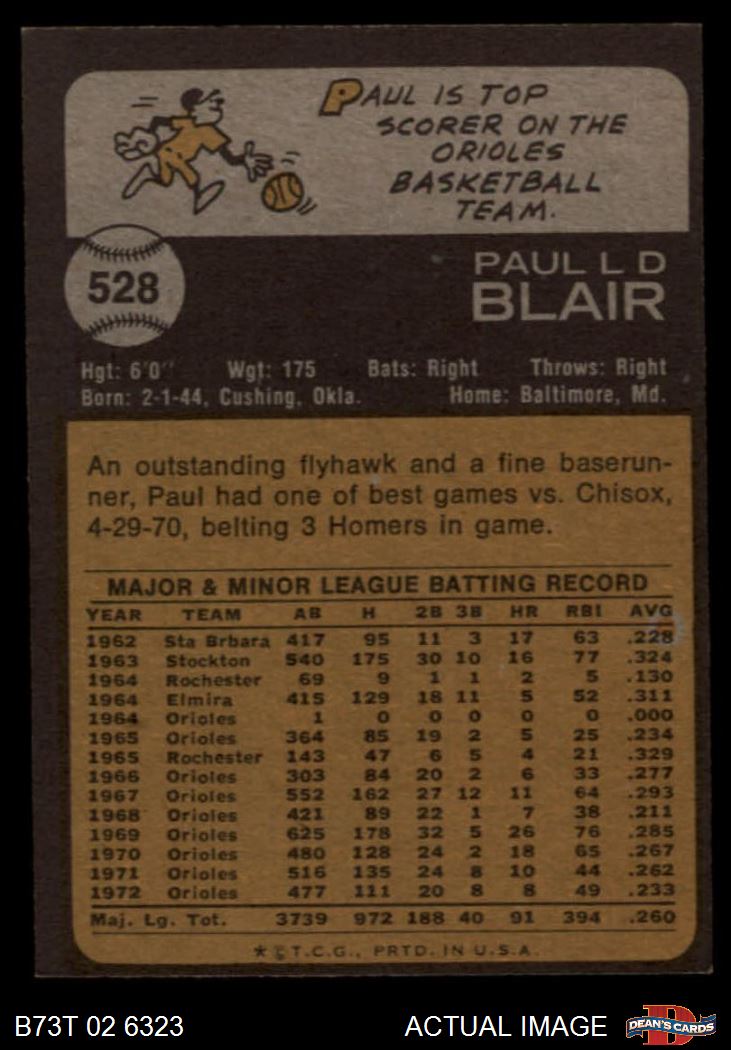 PAUL IS TOP
SCORER ON THE
ORIOLES
BASKETBALL
TEAM.
528
PAUL L D
BLAIR
Hgt: 6'0" Wgt: 175 Bats: Right Throws: Right
Born: 2-1-44, Cushing, Okla. Home: Baltimore, Md.
An outstanding flyhawk and a fine baserun-
ner, Paul had one of best games vs. Chisox,
4-29-70, belting 3 Homers in game.
MAJOR & MINOR LEAGUE BATTING RECORD
YEAR TEAM AB H 2B 3B HR RBI AVG
1962 Sta Brbara 417 95 11 3 17 63 .228
1963 Stockton 540 175 30 10 16 77 .324
1964 Rochester 69 9 1 1 2 5 .130
1964 Elmira 415 129 18 11 5 52 .311
1964 Orioles 1 0 0 0 0 0 .000
1965 Orioles 364 85 19 2 5 25 .234
1965 Rochester 143 47 6 5 4 21 .329
1966 Orioles 303 84 20 2 6 33 .277
1967 Orioles 552 162 27 12 11 64 .293
1968 Orioles 421 89 22 1 7 38 .211
1969 Orioles 625 178 32 5 26 76 .285
1970 Orioles 480 128 24 2 18 65 .267
1971 Orioles 516 135 24 8 10 44 .262
1972 Orioles 477 111 20 8 8 49 .233
Maj. Lg. Tot. 3739 972 188 40 91 394 .260
* © T.C.G., PRTD. IN U.S.A.
B73T 02 6323 ACTUAL IMAGE DEAN'S CARDS